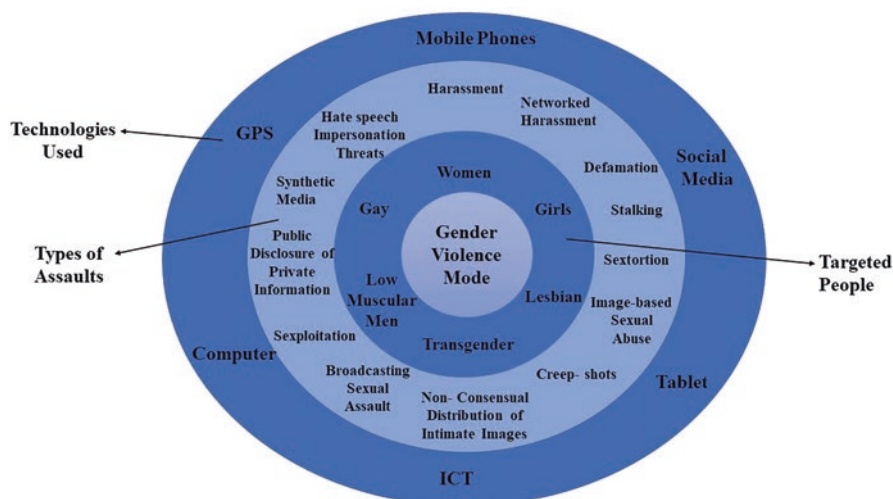 Mobile Phones
Harassment
Networked
Harassment
Hate speech
Impersonation
Threats
GPS
Technologies
Used
Social
Media
Defamation
Women
Synthetic
Media
Gay
Girls
Stalking
Gender
Violence
Mode
Types of
Assaults
Public
Disclosure of
Private
Information
Sextortion
Targeted
People
Low
Muscular
Men
Lesbian
Image-based
Sexual
Abuse
Sexploitation
Transgender
Computer
Broadcasting
Sexual
Assault
Creep- shots
Tablet
Non- Consensual
Distribution of
Intimate Images
ICT